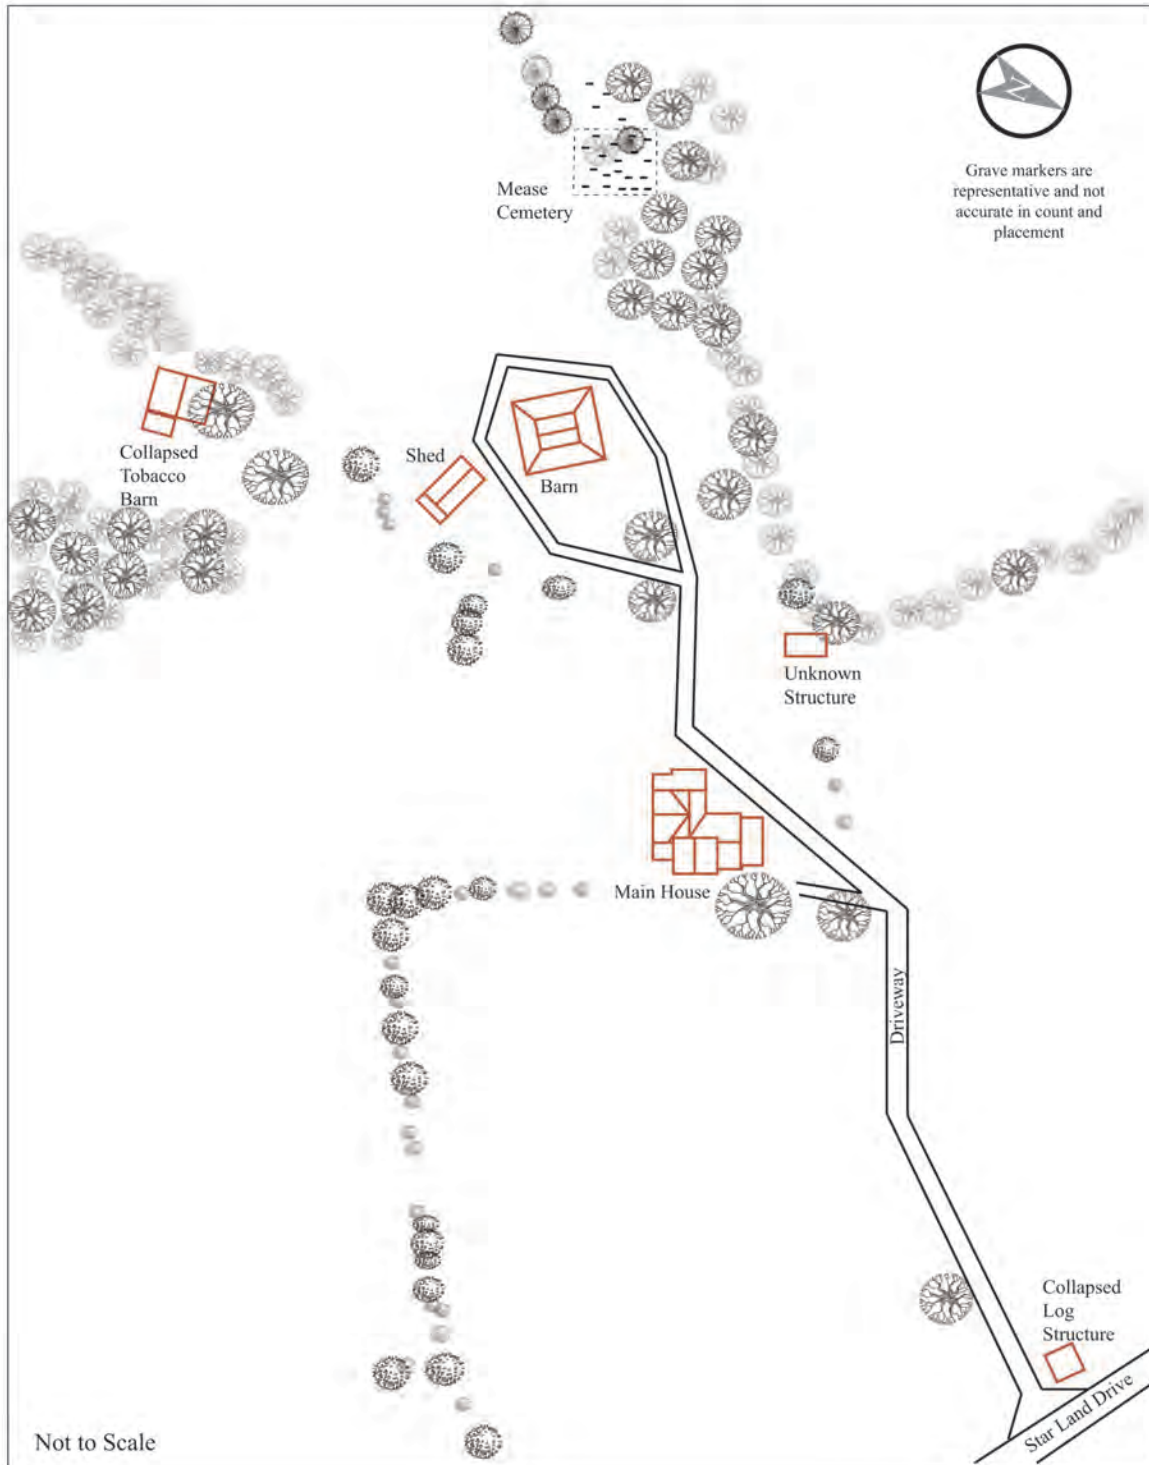 N
Grave markers are
representative and not
accurate in count and
placement
Mease
Cemetery
Collapsed
Tobacco
Barn
Shed
Barn
Unknown
Structure
Main House
Driveway
Collapsed
Log
Structure
Star Land Drive
Not to Scale